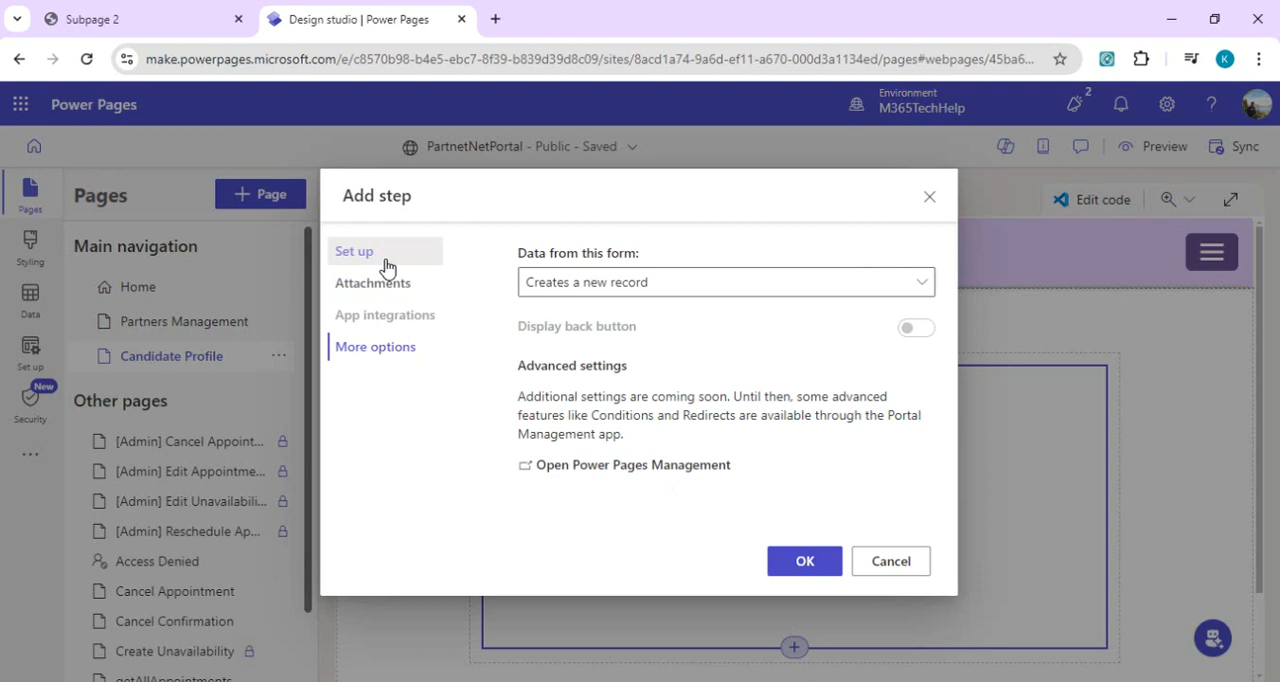 Subpage 2
Design studio | Power Pages
make.powerpages.microsoft.com/e/c8570b98-b4e5-ebc7-8f39-b839d39d8c09/sites/8acd1a74-9a6d-ef11-a670-000d3a1134ed/pages#webpages/45ba6...
K
Power Pages
Environment
M365TechHelp
2
PartnetNetPortal - Public - Saved
Preview
Sync
Pages
Styling
Data
Set up
New
Security
Pages
Page
Main navigation
Home
Partners Management
Candidate Profile
Other pages
[Admin] Cancel Appoint...
[Admin] Edit Appointme...
[Admin] Edit Unavailabili...
[Admin] Reschedule Ap...
Access Denied
Cancel Appointment
Cancel Confirmation
Create Unavailability
getAllAppointments
Edit code
Add step
Set up
Attachments
App integrations
More options
Data from this form:
Creates a new record
Display back button
Advanced settings
Additional settings are coming soon. Until then, some advanced
features like Conditions and Redirects are available through the Portal
Management app.
Open Power Pages Management
OK
Cancel